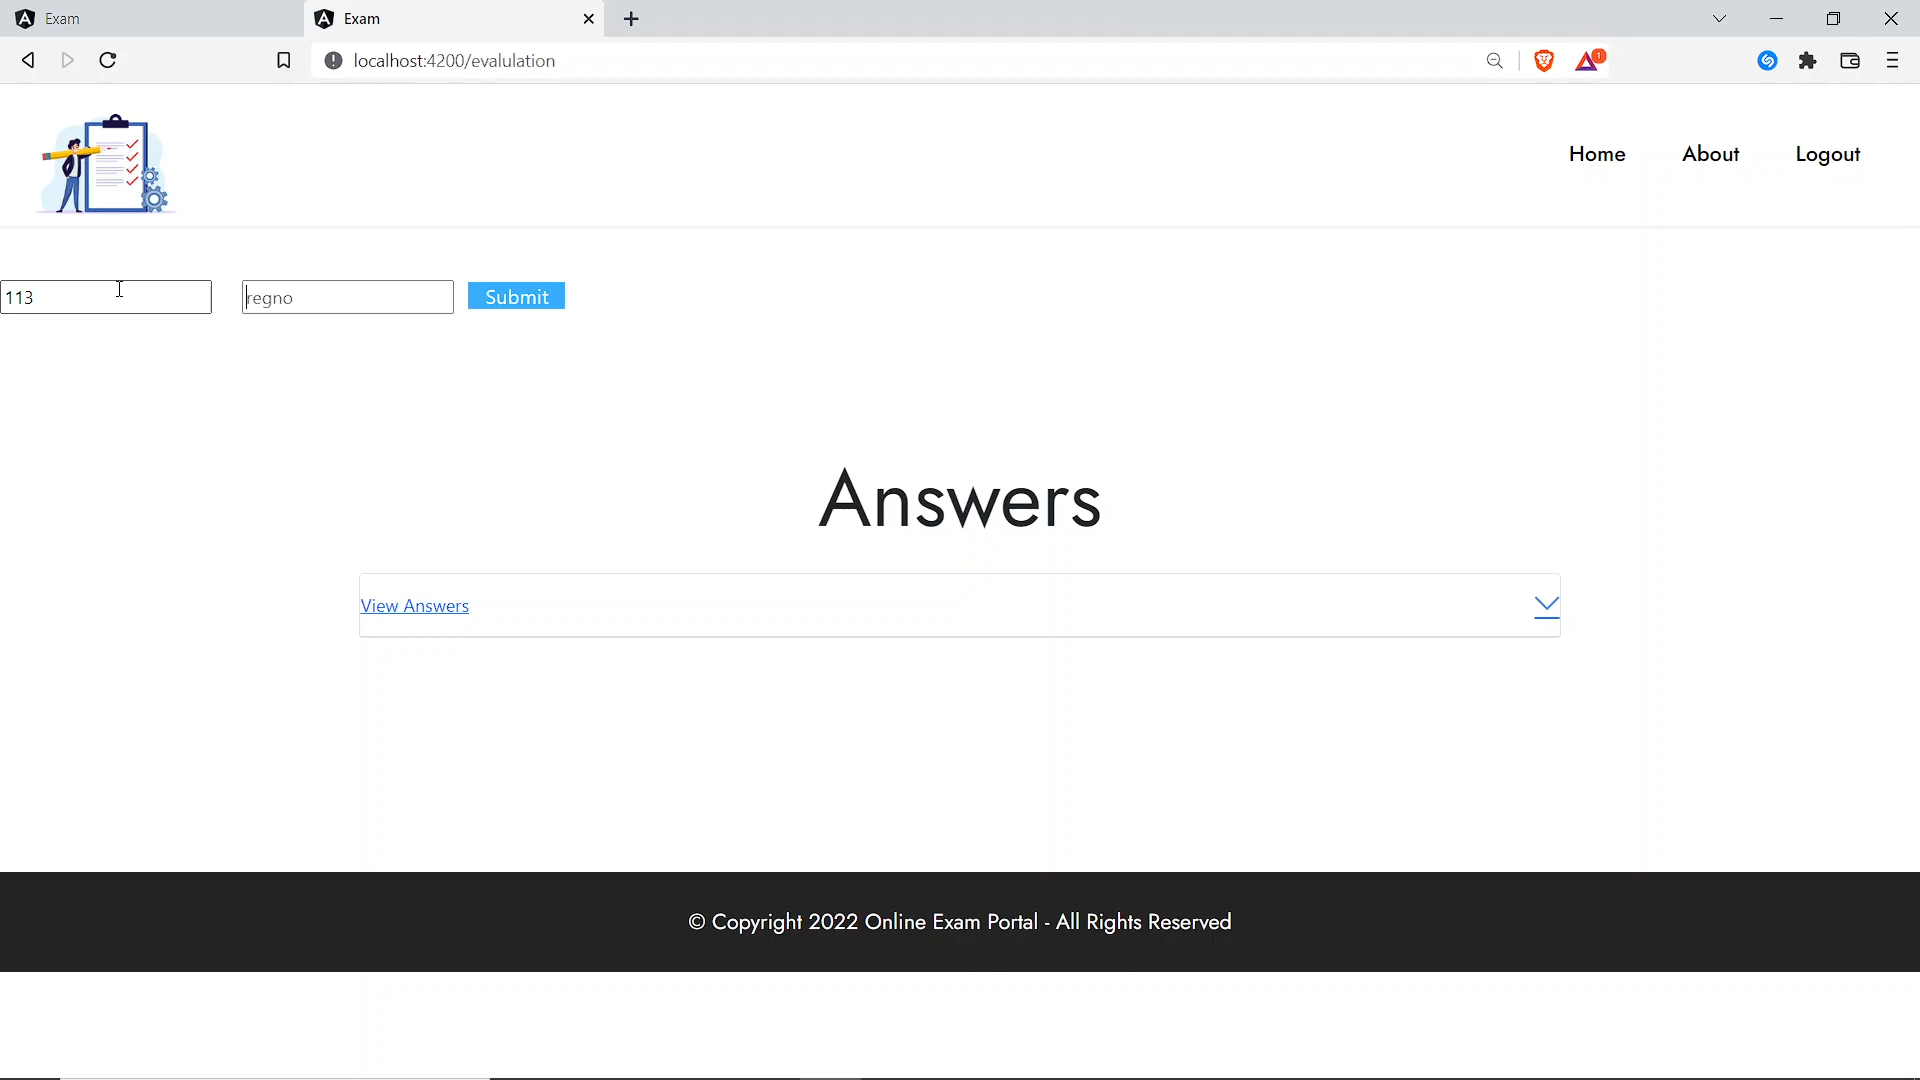 Exam
Exam
localhost:4200/evalulation
1
Home About Logout
113 regno Submit
Answers
View Answers
© Copyright 2022 Online Exam Portal - All Rights Reserved